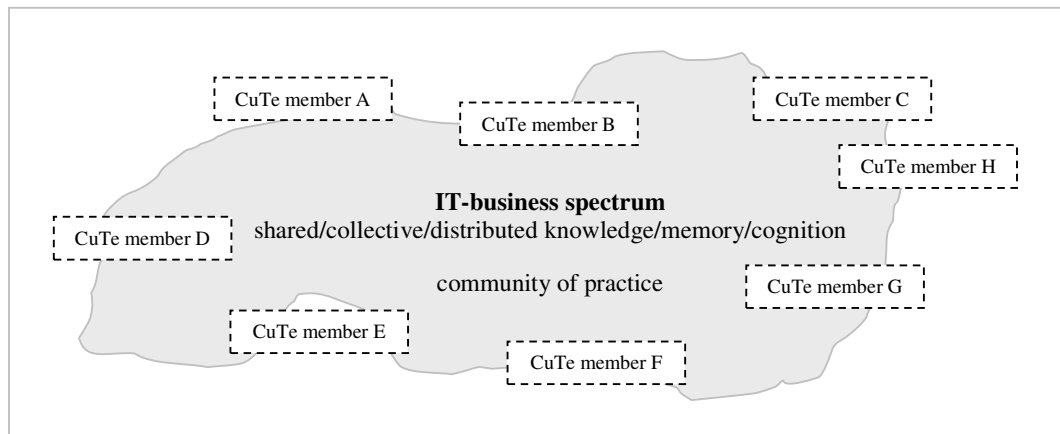 CuTe member A
CuTe member B
CuTe member C
CuTe member H
IT-business spectrum
shared/collective/distributed knowledge/memory/cognition
CuTe member D
community of practice
CuTe member G
CuTe member E
CuTe member F